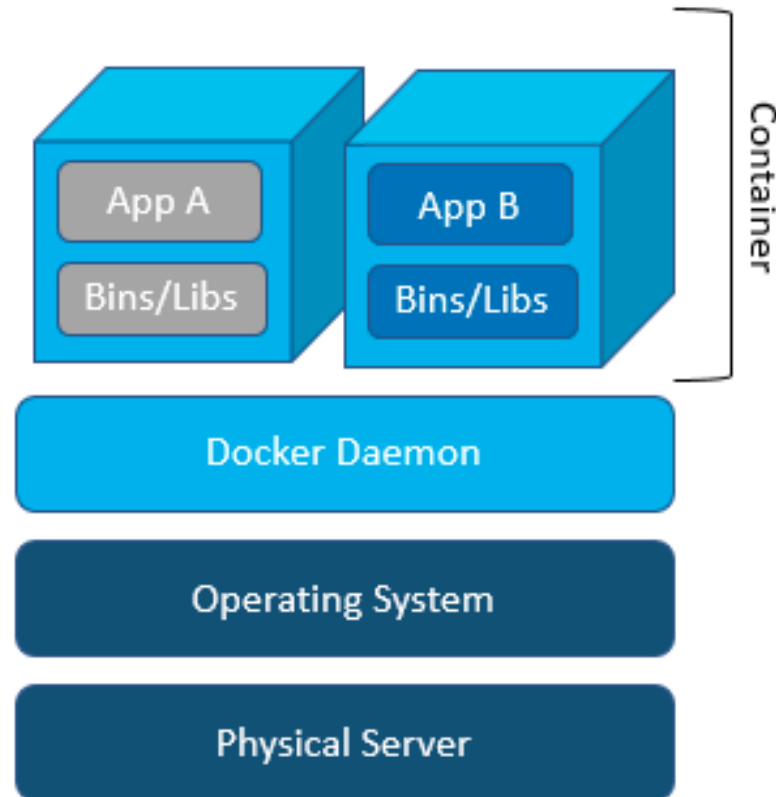 App A
Bins/Libs
App B
Bins/Libs
Container
Docker Daemon
Operating System
Physical Server